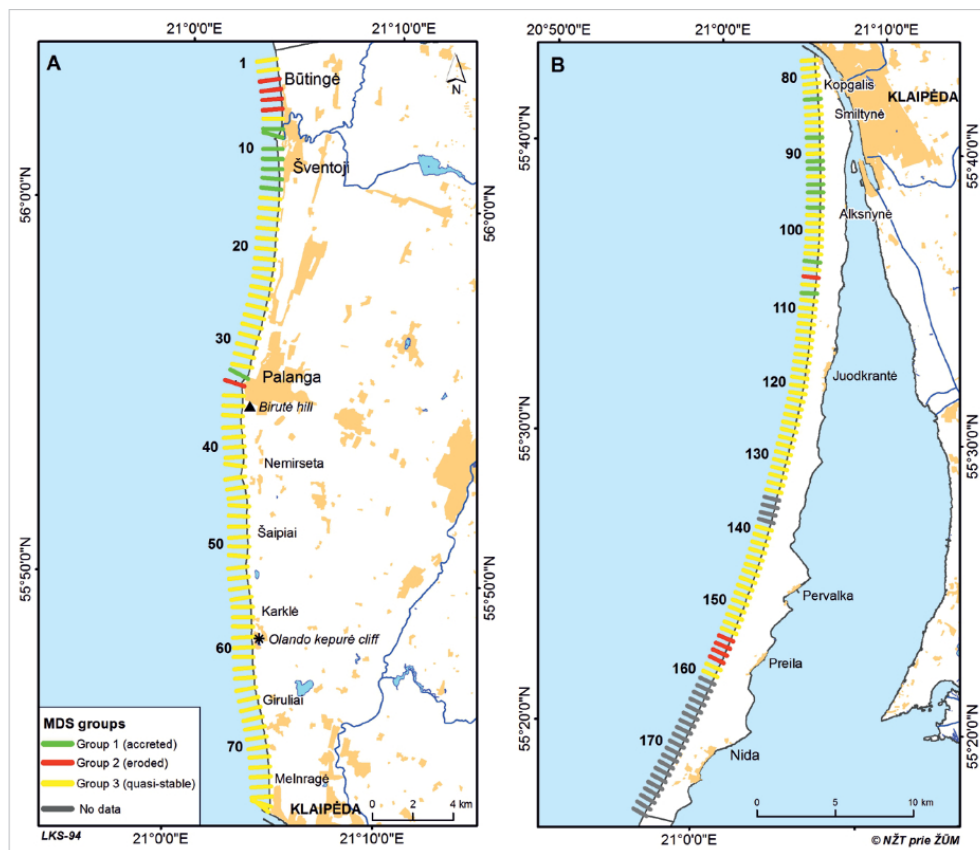 21°0'0"E
21°10'0"E
A
N
1
Būtingė
10
Šventoji
56°0'0"N
56°0'0"N
20
30
Palanga
Birutė hill
40
Nemirseta
Šaipiai
50
55°50'0"N
55°50'0"N
Karklė
Olando kepurė cliff
60
Giruliai
MDS groups
Group 1 (accreted)
Group 2 (eroded)
Group 3 (quasi-stable)
No data
70
Melnragė
KLAIPĖDA
0 2 4 km
LKS-94
21°0'0"E
21°10'0"E
20°50'0"E
21°0'0"E
21°10'0"E
B
80
Kopgalis
KLAIPĖDA
Smiltynė
55°40'0"N
55°40'0"N
90
Alksnynė
100
110
120
Juodkrantė
55°30'0"N
55°30'0"N
130
140
150
Pervalka
160
Preila
55°20'0"N
55°20'0"N
170
Nida
0 5 10 km
21°0'0"E
© NŽT prie ŽŪM